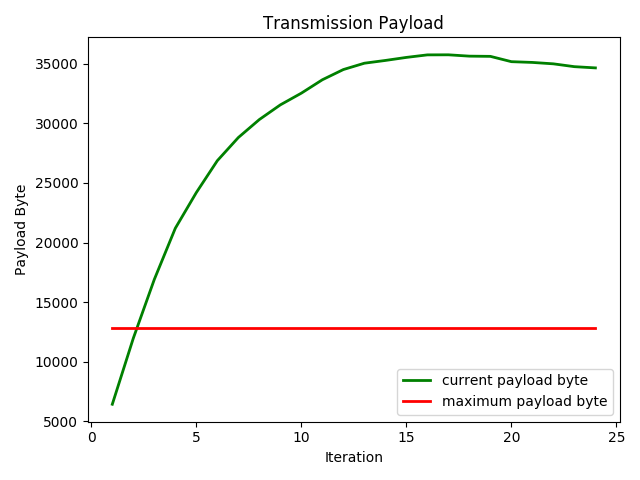 Transmission Payload
Payload Byte
35000
30000
25000
20000
15000
10000
5000
0
5
10
15
20
25
Iteration
current payload byte
maximum payload byte